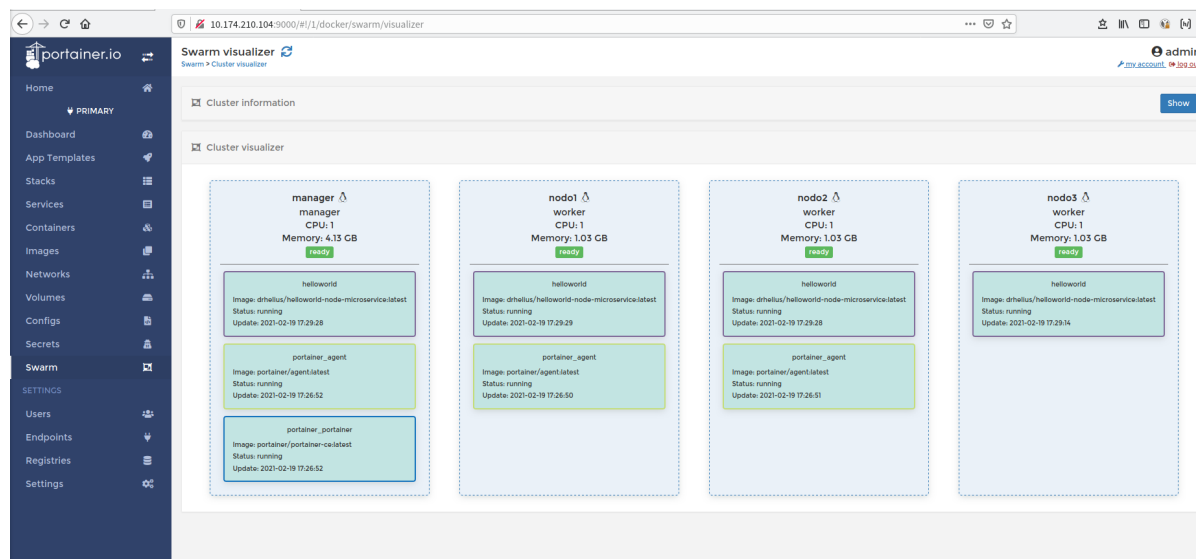 10.174.210.104:9000/#!/1/docker/swarm/visualizer
portainer.io
Swarm visualizer
Swarm > Cluster visualizer
admin
my account
log ou
Home
PRIMARY
Dashboard
App Templates
Stacks
Services
Containers
Images
Networks
Volumes
Configs
Secrets
Swarm
SETTINGS
Users
Endpoints
Registries
Settings
Cluster information
Show
Cluster visualizer
manager
manager
CPU: 1
Memory: 4.13 GB
ready
helloworld
Image: drhelius/helloworld-node-microservice:latest
Status: running
Update: 2021-02-19 17:29:28
portainer_agent
Image: portainer/agent:latest
Status: running
Update: 2021-02-19 17:26:52
portainer_portainer
Image: portainer/portainer-ce:latest
Status: running
Update: 2021-02-19 17:26:52
nodo1
worker
CPU: 1
Memory: 1.03 GB
ready
helloworld
Image: drhelius/helloworld-node-microservice:latest
Status: running
Update: 2021-02-19 17:29:29
portainer_agent
Image: portainer/agent:latest
Status: running
Update: 2021-02-19 17:26:50
nodo2
worker
CPU: 1
Memory: 1.03 GB
ready
helloworld
Image: drhelius/helloworld-node-microservice:latest
Status: running
Update: 2021-02-19 17:29:28
portainer_agent
Image: portainer/agent:latest
Status: running
Update: 2021-02-19 17:26:51
nodo3
worker
CPU: 1
Memory: 1.03 GB
ready
helloworld
Image: drhelius/helloworld-node-microservice:latest
Status: running
Update: 2021-02-19 17:29:14